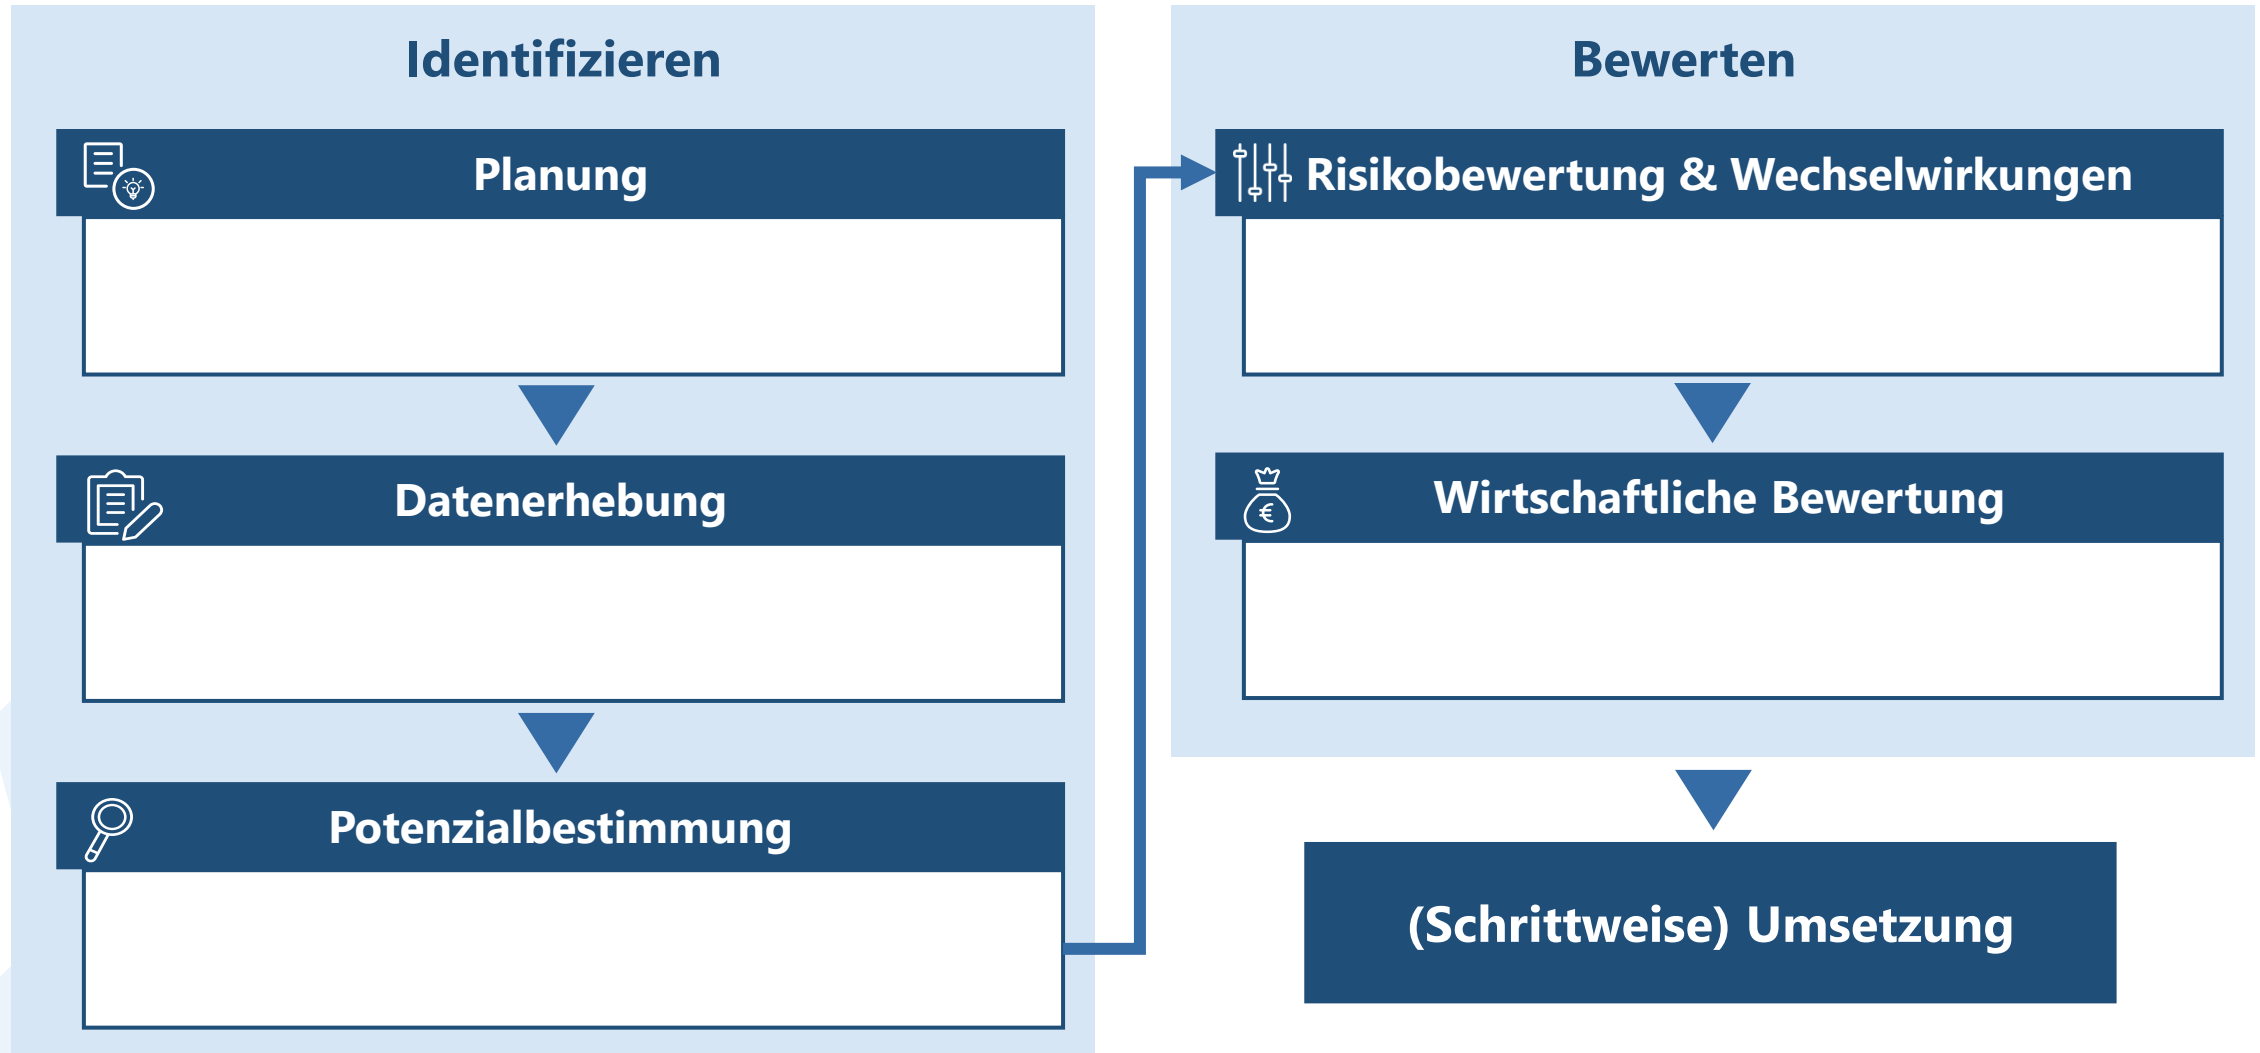 Identifizieren
Planung
Datenerhebung
Potenzialbestimmung
Bewerten
Risikobewertung & Wechselwirkungen
Wirtschaftliche Bewertung
€
(Schrittweise) Umsetzung